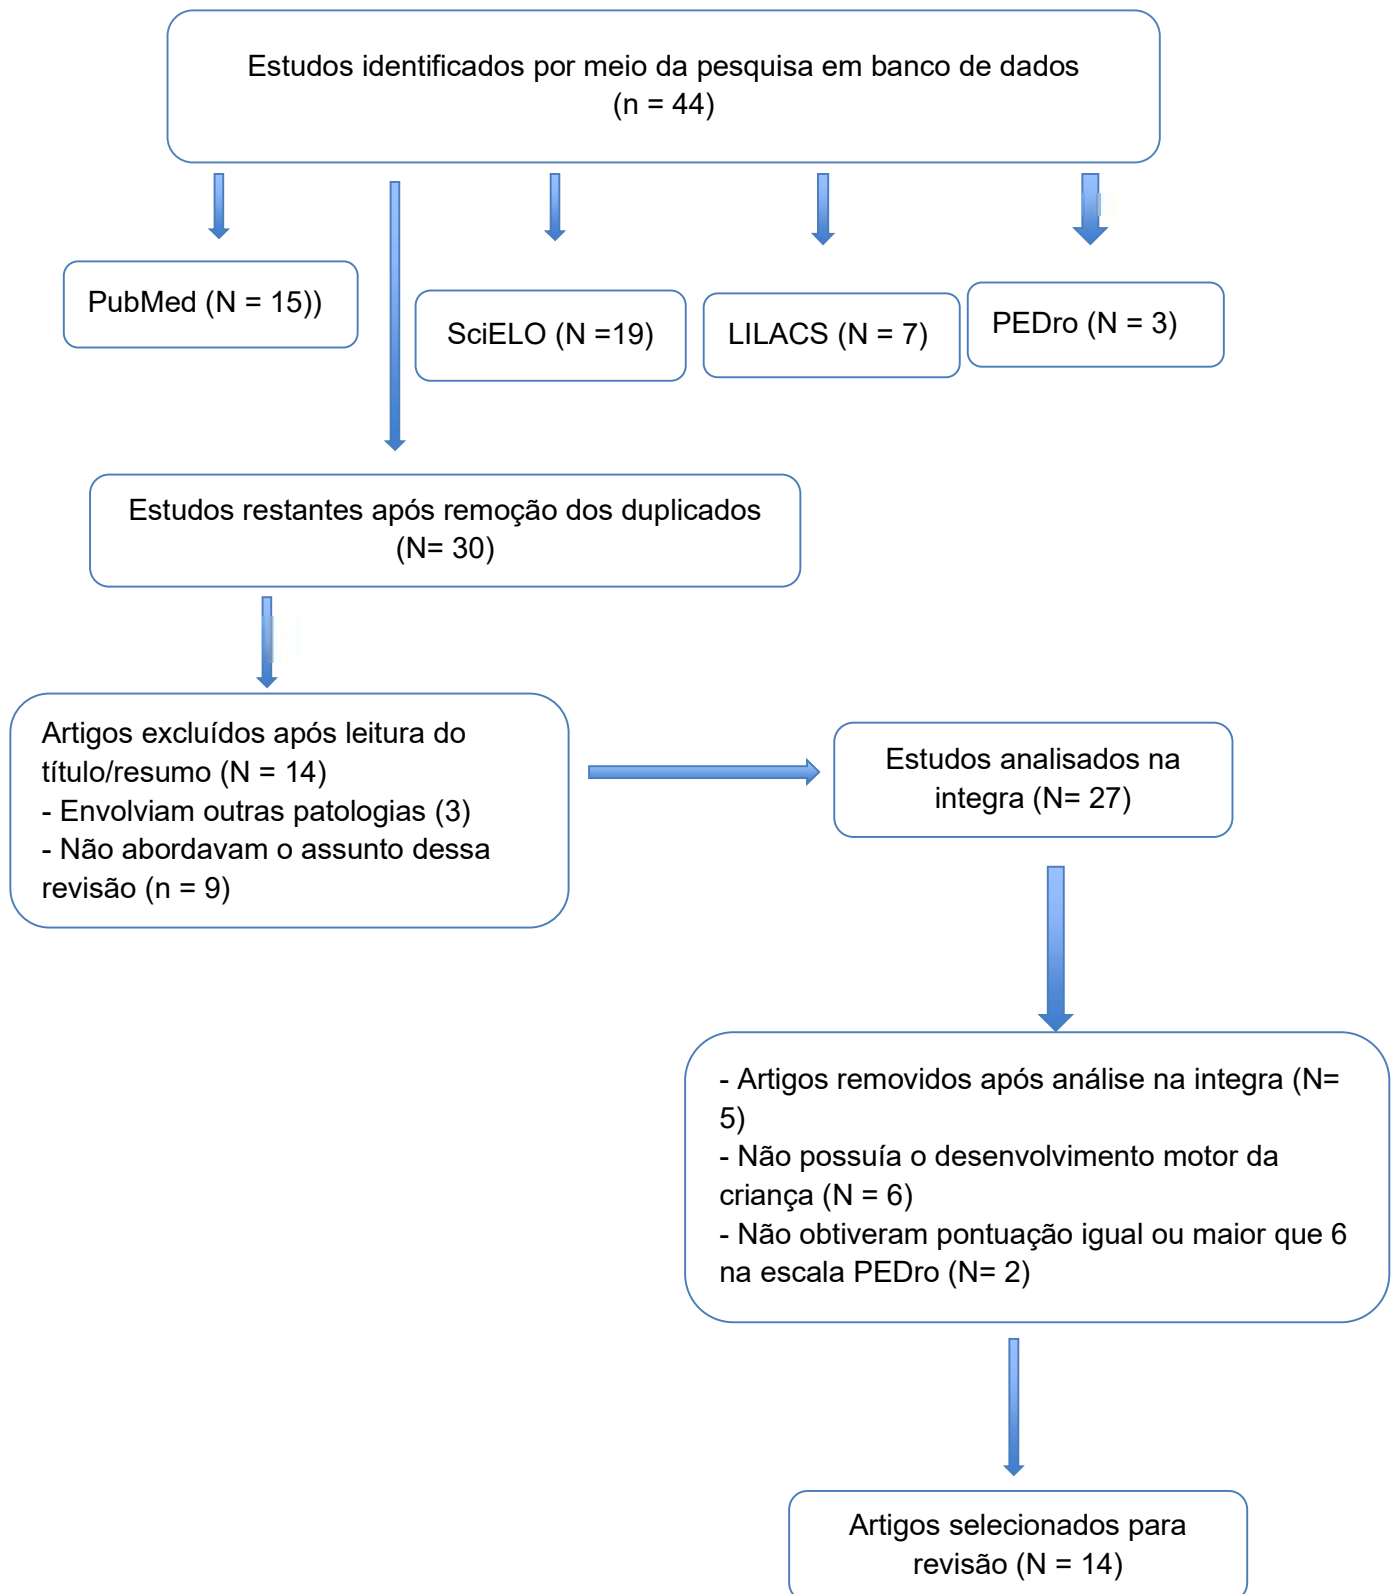 Estudos identificados por meio da pesquisa em banco de dados
(n = 44)
PubMed (N = 15))
SciELO (N =19)
LILACS (N = 7)
PEDro (N = 3)
Estudos restantes após remoção dos duplicados
(N= 30)
Artigos excluídos após leitura do
título/resumo (N = 14)
- Envolviam outras patologias (3)
- Não abordavam o assunto dessa
revisão (n = 9)
Estudos analisados na
integra (N= 27)
- Artigos removidos após análise na integra (N=
5)
- Não possuía o desenvolvimento motor da
criança (N = 6)
- Não obtiveram pontuação igual ou maior que 6
na escala PEDro (N= 2)
Artigos selecionados para
revisão (N = 14)